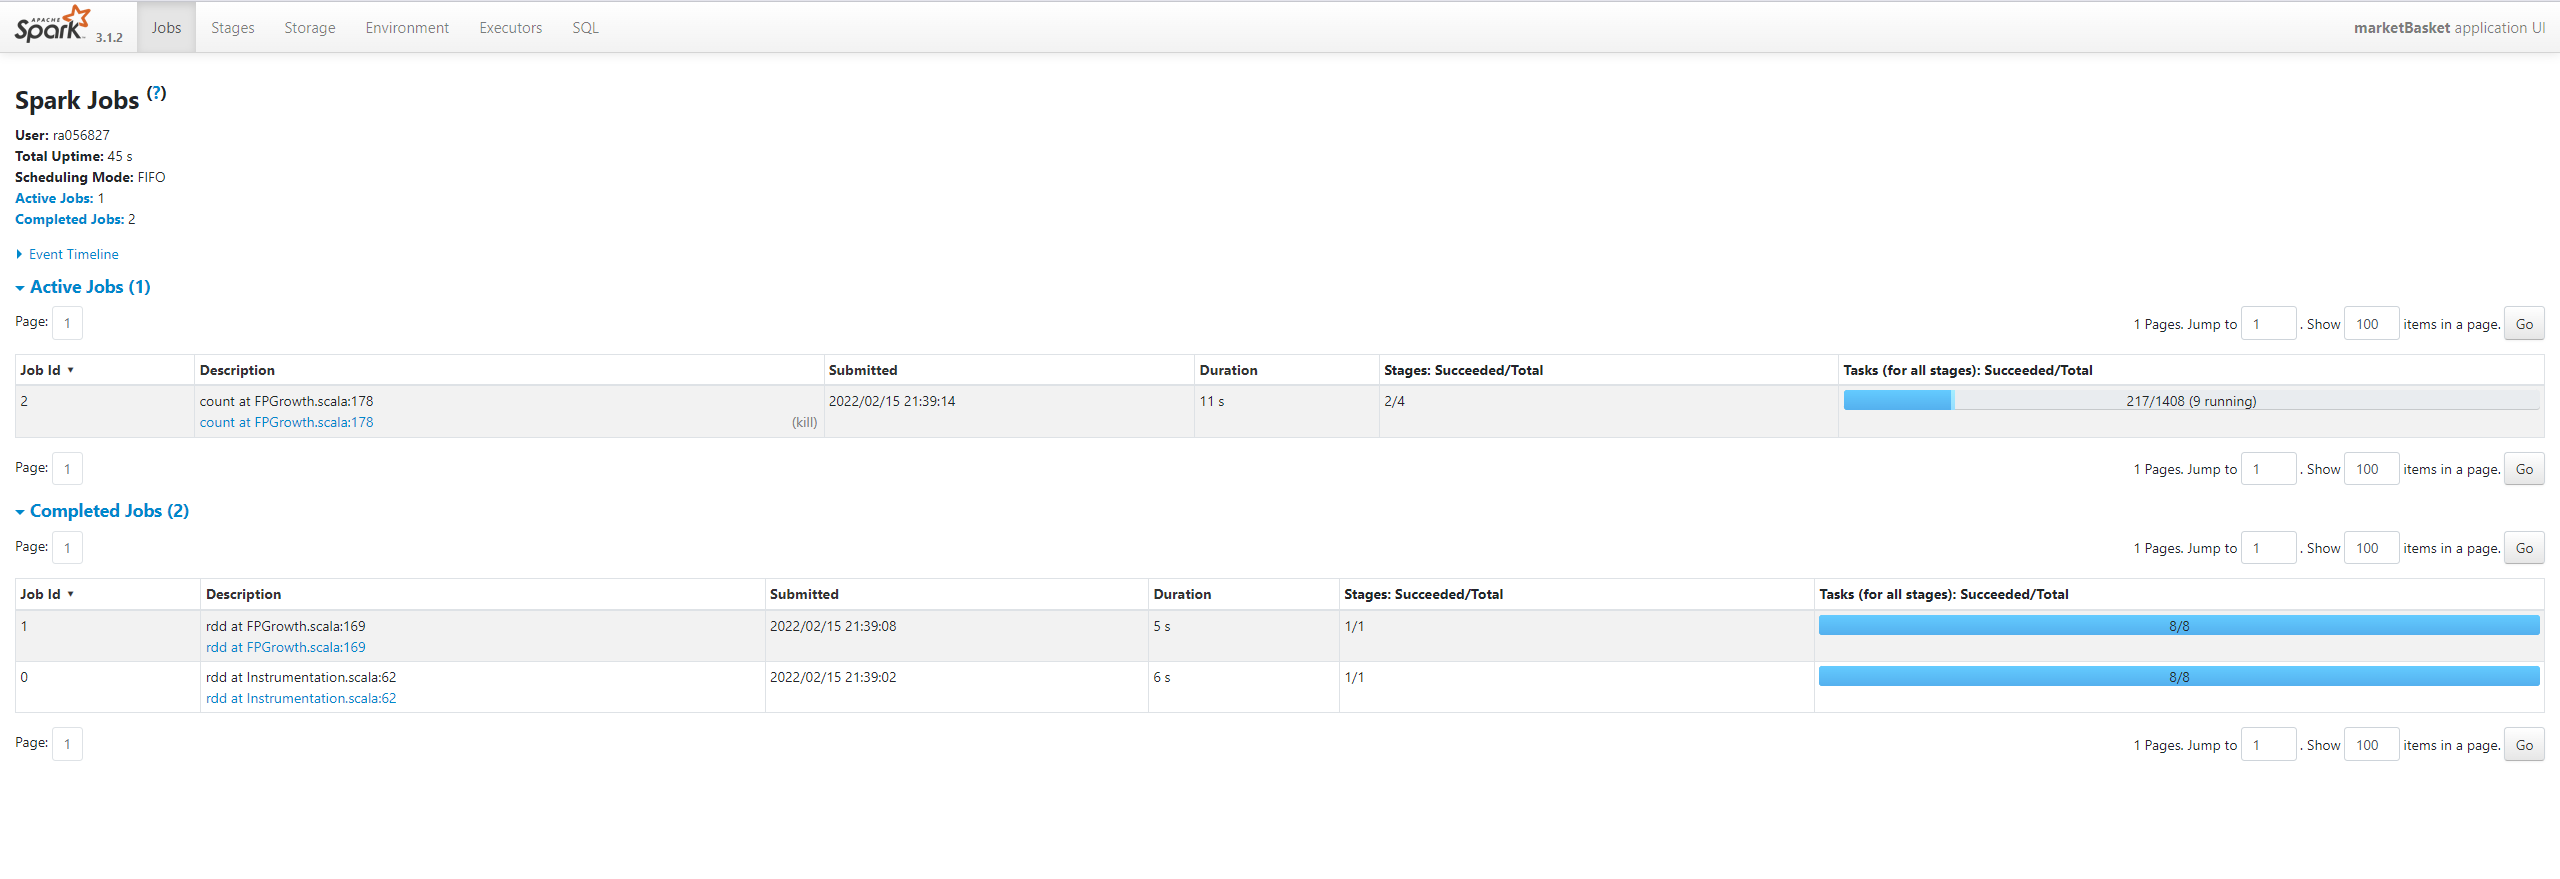 APACHE
Spark 3.1.2 Jobs Stages Storage Environment Executors SQL marketBasket application UI
Spark Jobs (?)
User: ra056827
Total Uptime: 45 s
Scheduling Mode: FIFO
Active Jobs: 1
Completed Jobs: 2
Event Timeline
Active Jobs (1)
Page: 1 1 Pages. Jump to 1 . Show 100 items in a page. Go
Job Id ▾ Description Submitted Duration Stages: Succeeded/Total Tasks (for all stages): Succeeded/Total
2 count at FPGrowth.scala:178 2022/02/15 21:39:14 11 s 2/4 217/1408 (9 running)
count at FPGrowth.scala:178 (kill)
Page: 1 1 Pages. Jump to 1 . Show 100 items in a page. Go
Completed Jobs (2)
Page: 1 1 Pages. Jump to 1 . Show 100 items in a page. Go
Job Id ▾ Description Submitted Duration Stages: Succeeded/Total Tasks (for all stages): Succeeded/Total
1 rdd at FPGrowth.scala:169 2022/02/15 21:39:08 5 s 1/1 8/8
rdd at FPGrowth.scala:169
0 rdd at Instrumentation.scala:62 2022/02/15 21:39:02 6 s 1/1 8/8
rdd at Instrumentation.scala:62
Page: 1 1 Pages. Jump to 1 . Show 100 items in a page. Go